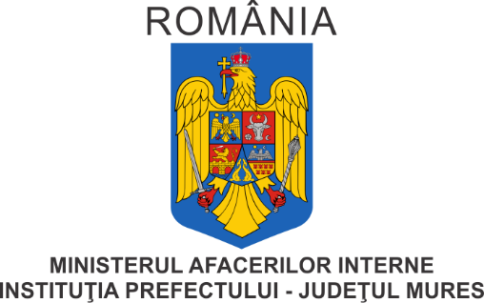 ROMÂNIA
MINISTERUL AFACERILOR INTERNE
INSTITUŢIA PREFECTULUI - JUDEŢUL MURES